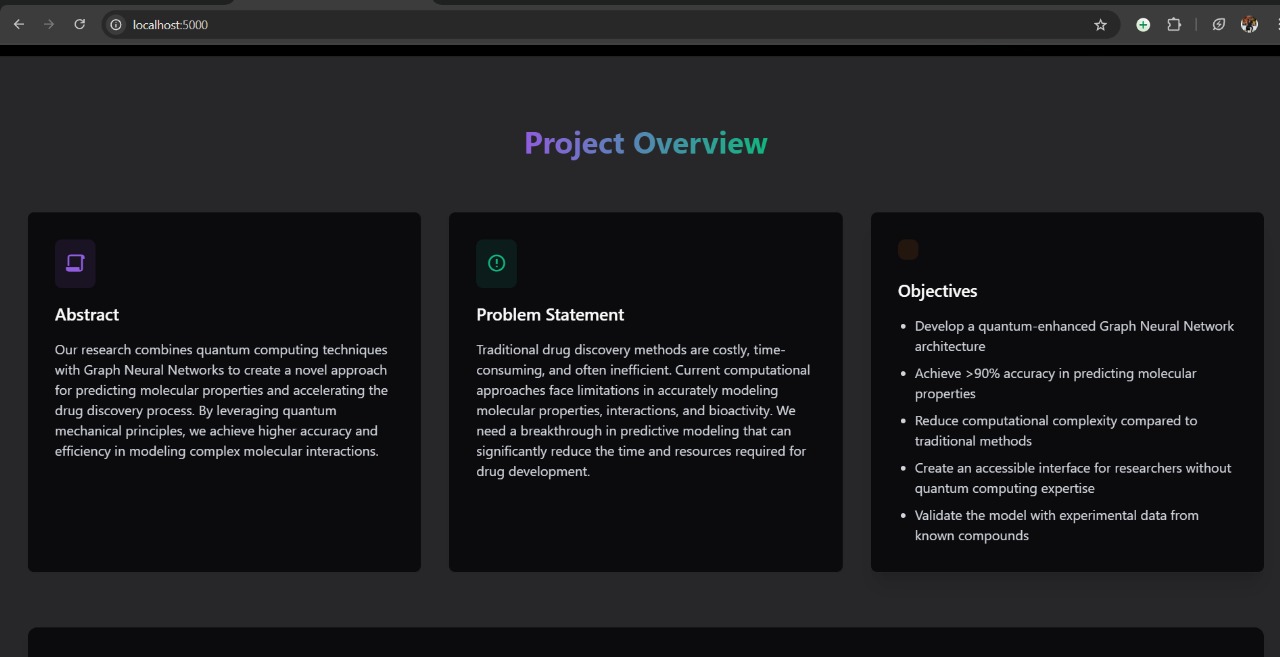 localhost:5000
Project Overview
Abstract
Our research combines quantum computing techniques
with Graph Neural Networks to create a novel approach
for predicting molecular properties and accelerating the
drug discovery process. By leveraging quantum
mechanical principles, we achieve higher accuracy and
efficiency in modeling complex molecular interactions.
Problem Statement
Traditional drug discovery methods are costly, time-
consuming, and often inefficient. Current computational
approaches face limitations in accurately modeling
molecular properties, interactions, and bioactivity. We
need a breakthrough in predictive modeling that can
significantly reduce the time and resources required for
drug development.
Objectives
• Develop a quantum-enhanced Graph Neural Network
architecture
• Achieve >90% accuracy in predicting molecular
properties
• Reduce computational complexity compared to
traditional methods
• Create an accessible interface for researchers without
quantum computing expertise
• Validate the model with experimental data from
known compounds